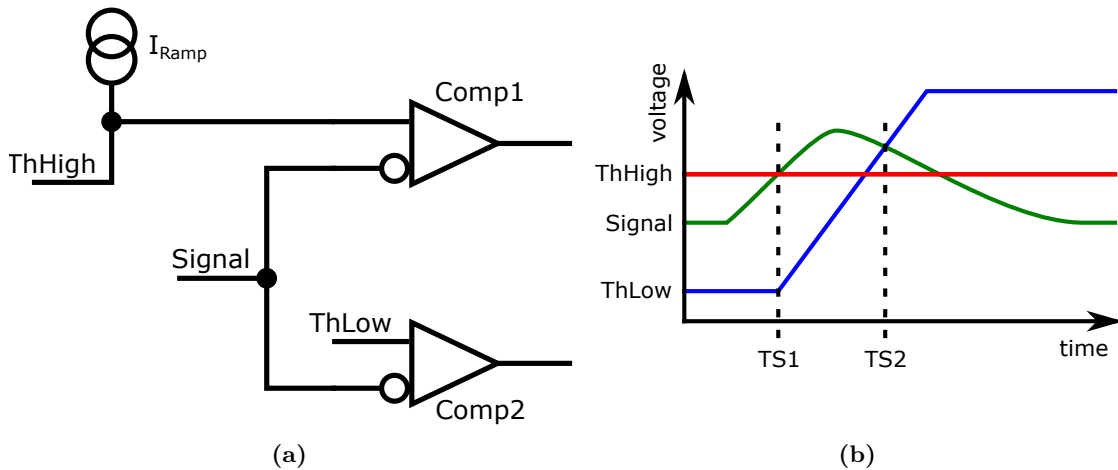 I_Ramp
Comp1
ThHigh
Signal
ThLow
Comp2
(a)
voltage
ThHigh
Signal
ThLow
TS1
TS2
time
(b)